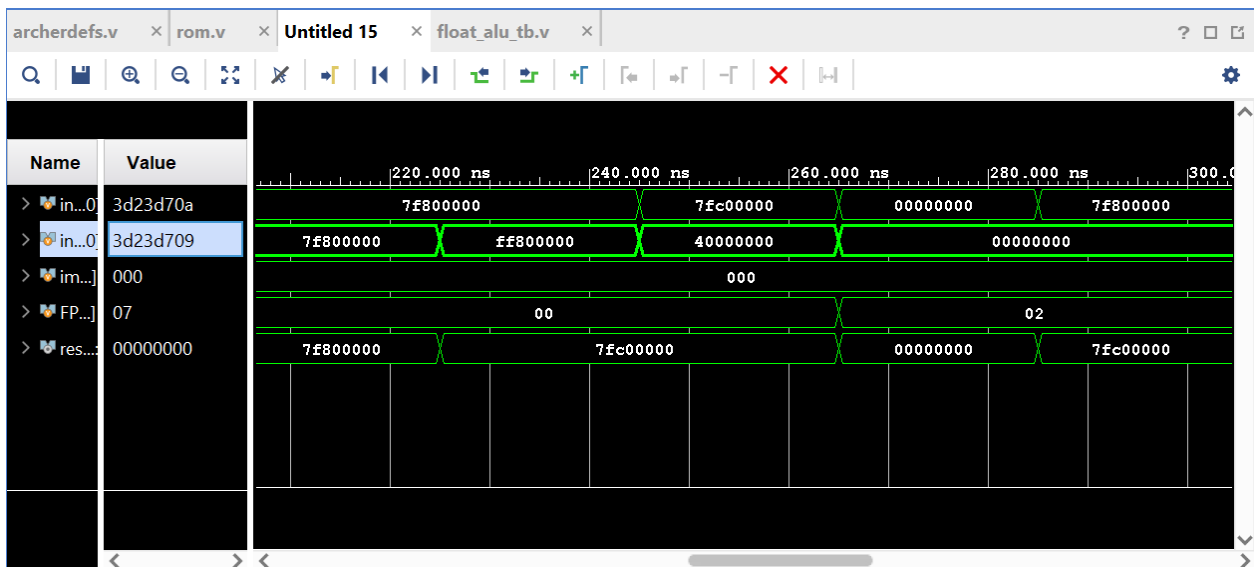 archerdefs.v × rom.v × Untitled 15 × float_alu_tb.v × ?
Name Value
220.000 ns 240.000 ns 260.000 ns 280.000 ns 300.0
in...0] 3d23d70a 7f800000 7fc00000 00000000 7f800000
in...0] 3d23d709 7f800000 ff800000 40000000 00000000
im...] 000 000
FP...] 07 00 02
res...: 00000000 7f800000 7fc00000 00000000 7fc00000